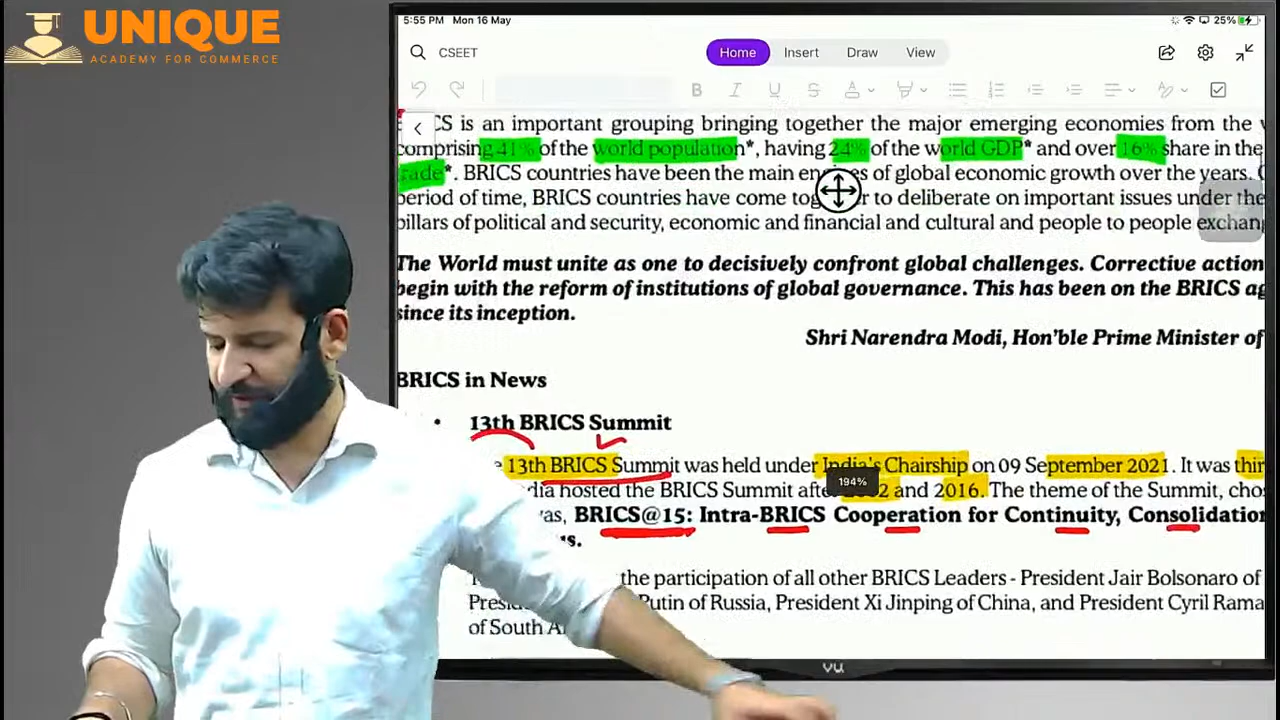 UNIQUE
ACADEMY FOR COMMERCE
5:55 PM Mon 16 May
25%
CSEET
Home
Insert
Draw
View
B I U S A
CS is an important grouping bringing together the major emerging economies from the
comprising 41% of the world population*, having 24% of the world GDP* and over 16% share in the
rade*. BRICS countries have been the main engines of global economic growth over the years.
period of time, BRICS countries have come tog r to deliberate on important issues under the
pillars of political and security, economic and financial and cultural and people to people exchang
The World must unite as one to decisively confront global challenges. Corrective action
begin with the reform of institutions of global governance. This has been on the BRICS ag
since its inception.
Shri Narendra Modi, Hon'ble Prime Minister of
BRICS in News
• 13th BRICS Summit
e 13th BRICS Summit was held under India's Chairship on 09 September 2021. It was thir
dia hosted the BRICS Summit after 2 and 2016. The theme of the Summit, cho
194%
as, BRICS@15: Intra-BRICS Cooperation for Continuity, Consolidation
us.
the participation of all other BRICS Leaders - President Jair Bolsonaro of
Presid Putin of Russia, President Xi Jinping of China, and President Cyril Rama
of South A
VU